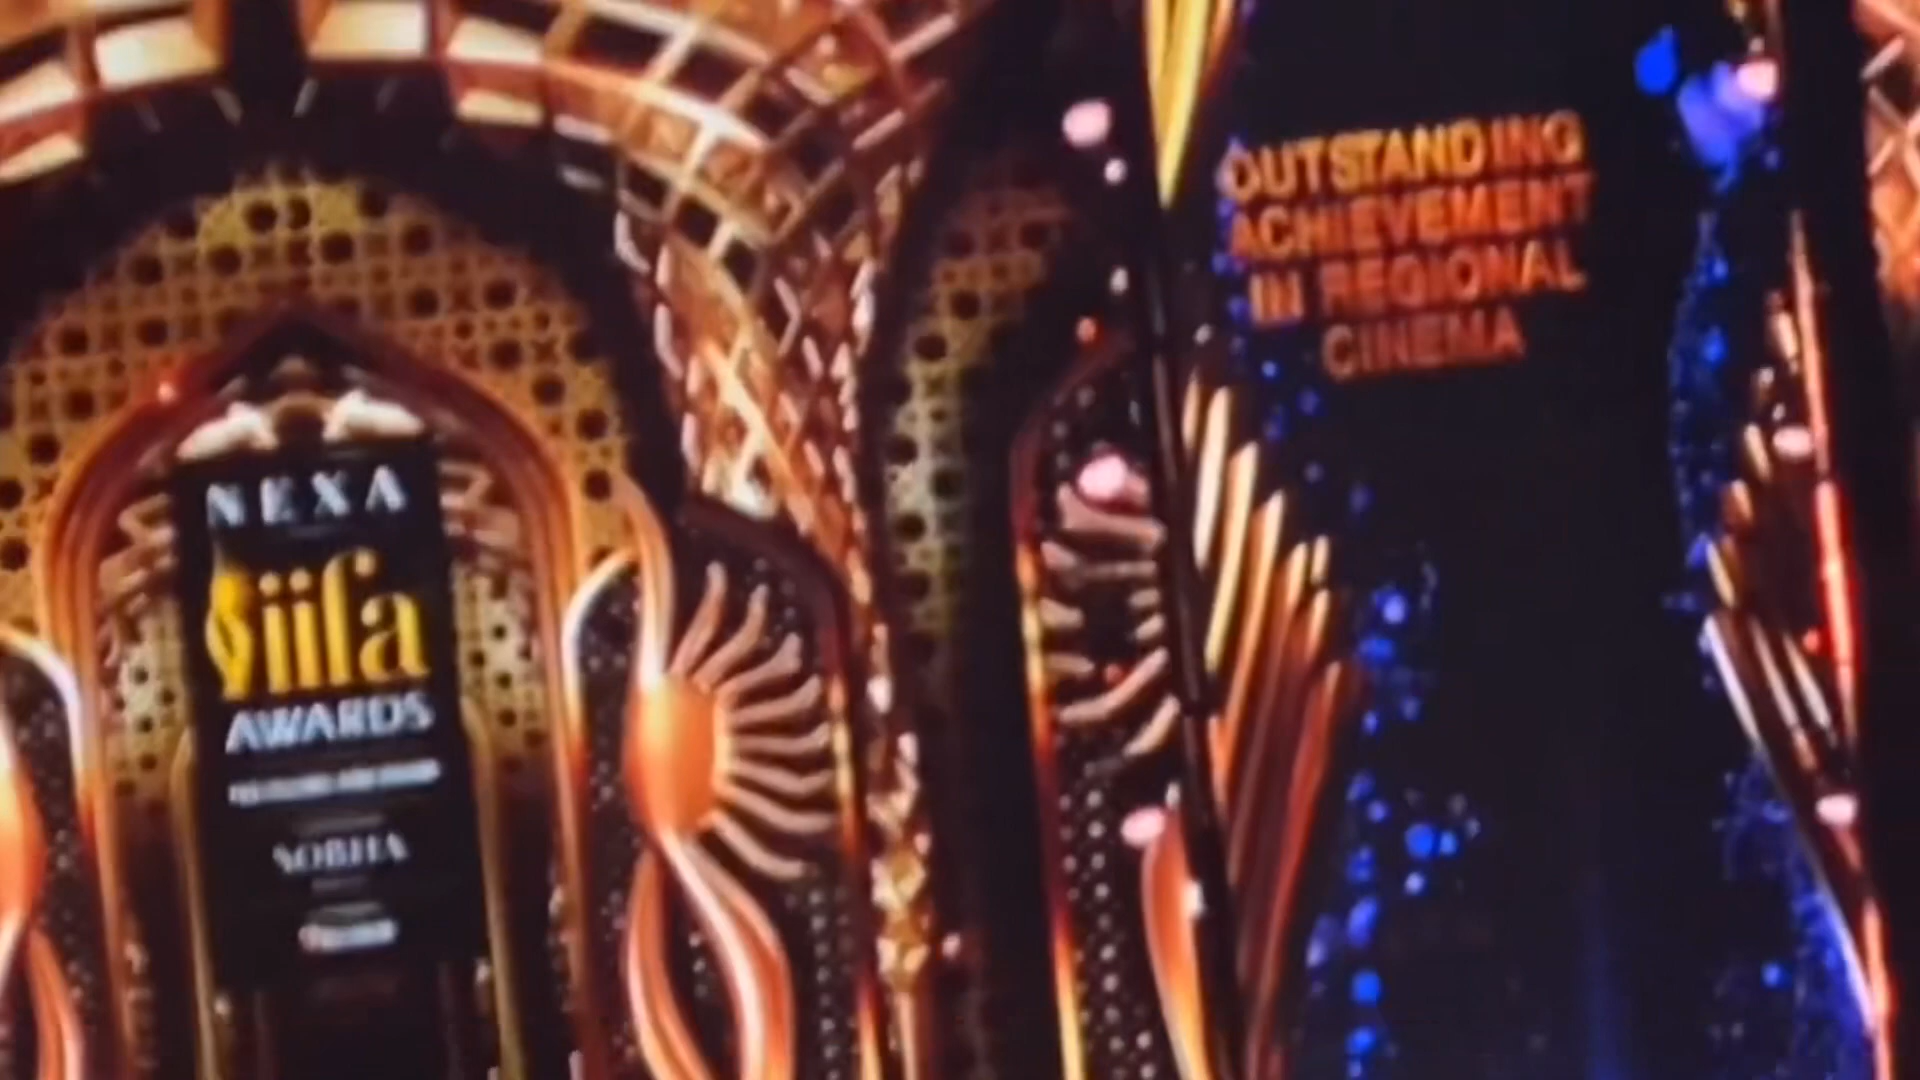 NEXA
iifa
AWARDS
SOBHA
OUTSTANDING
ACHIEVEMENT
IN REGIONAL
CINEMA